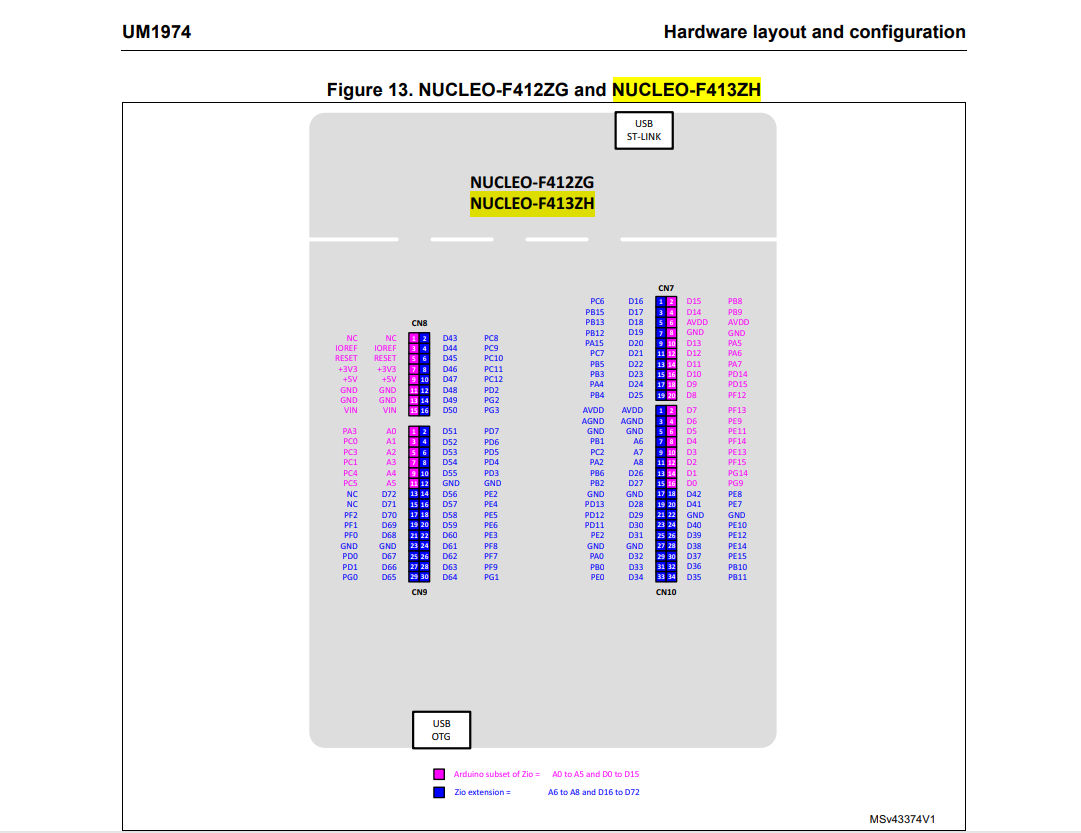 UM1974 Hardware layout and configuration
Figure 13. NUCLEO-F412ZG and NUCLEO-F413ZH
USB
ST-LINK
NUCLEO-F412ZG
NUCLEO-F413ZH
CN8
NC NC 1 2 D43 PC8
IOREF IOREF 3 4 D44 PC9
RESET RESET 5 6 D45 PC10
+3V3 +3V3 7 8 D46 PC11
+5V +5V 9 10 D47 PC12
GND GND 11 12 D48 PD2
GND GND 13 14 D49 PG2
VIN VIN 15 16 D50 PG3
PA3 A0 1 2 D51 PD7
PC0 A1 3 4 D52 PD6
PC3 A2 5 6 D53 PD5
PC1 A3 7 8 D54 PD4
PC4 A4 9 10 D55 PD3
PC5 A5 11 12 GND GND
NC D72 13 14 D56 PE2
NC D71 15 16 D57 PE4
PF2 D70 17 18 D58 PE5
PF1 D69 19 20 D59 PE6
PF0 D68 21 22 D60 PE3
GND GND 23 24 D61 PF8
PD0 D67 25 26 D62 PF7
PD1 D66 27 28 D63 PF9
PG0 D65 29 30 D64 PG1
CN9
CN7
PC6 D16 1 2 D15 PB8
PB15 D17 3 4 D14 PB9
PB13 D18 5 6 AVDD AVDD
PB12 D19 7 8 GND GND
PA15 D20 9 10 D13 PA5
PC7 D21 11 12 D12 PA6
PB5 D22 13 14 D11 PA7
PB3 D23 15 16 D10 PD14
PA4 D24 17 18 D9 PD15
PB4 D25 19 20 D8 PF12
AVDD AVDD 1 2 D7 PF13
AGND AGND 3 4 D6 PE9
GND GND 5 6 D5 PE11
PB1 A6 7 8 D4 PF14
PC2 A7 9 10 D3 PE13
PA2 A8 11 12 D2 PF15
PB6 D26 13 14 D1 PG14
PB2 D27 15 16 D0 PG9
GND GND 17 18 D42 PE8
PD13 D28 19 20 D41 PE7
PD12 D29 21 22 GND GND
PD11 D30 23 24 D40 PE10
PE2 D31 25 26 D39 PE12
GND GND 27 28 D38 PE14
PA0 D32 29 30 D37 PE15
PB0 D33 31 32 D36 PB10
PE0 D34 33 34 D35 PB11
CN10
USB
OTG
Arduino subset of Zio = A0 to A5 and D0 to D15
Zio extension = A6 to A8 and D16 to D72
MSv43374V1